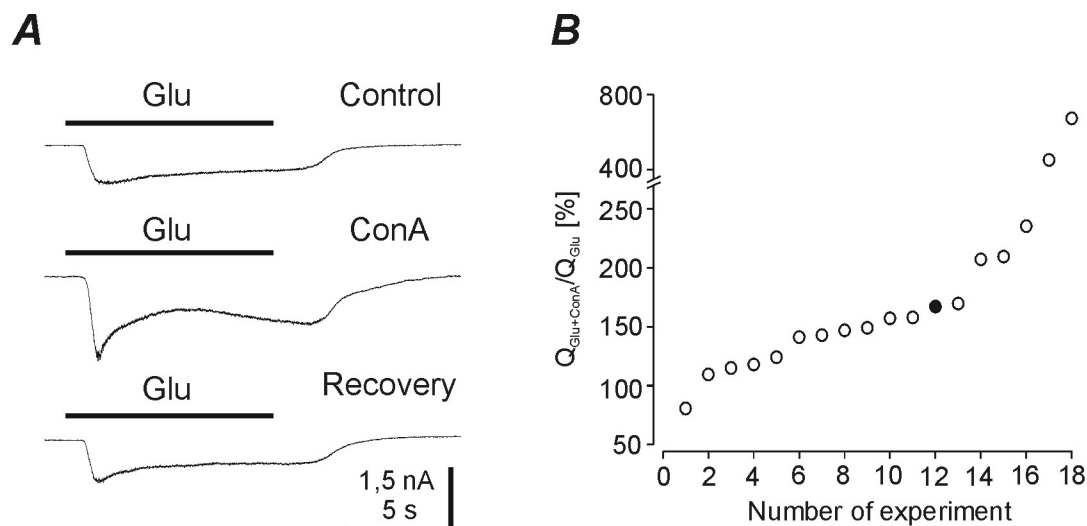 A
Glu Control
Glu ConA
Glu Recovery
1,5 nA
5 s
B
Q_Glu+ConA/Q_Glu [%]
800
400
250
200
150
100
50
0 2 4 6 8 10 12 14 16 18
Number of experiment